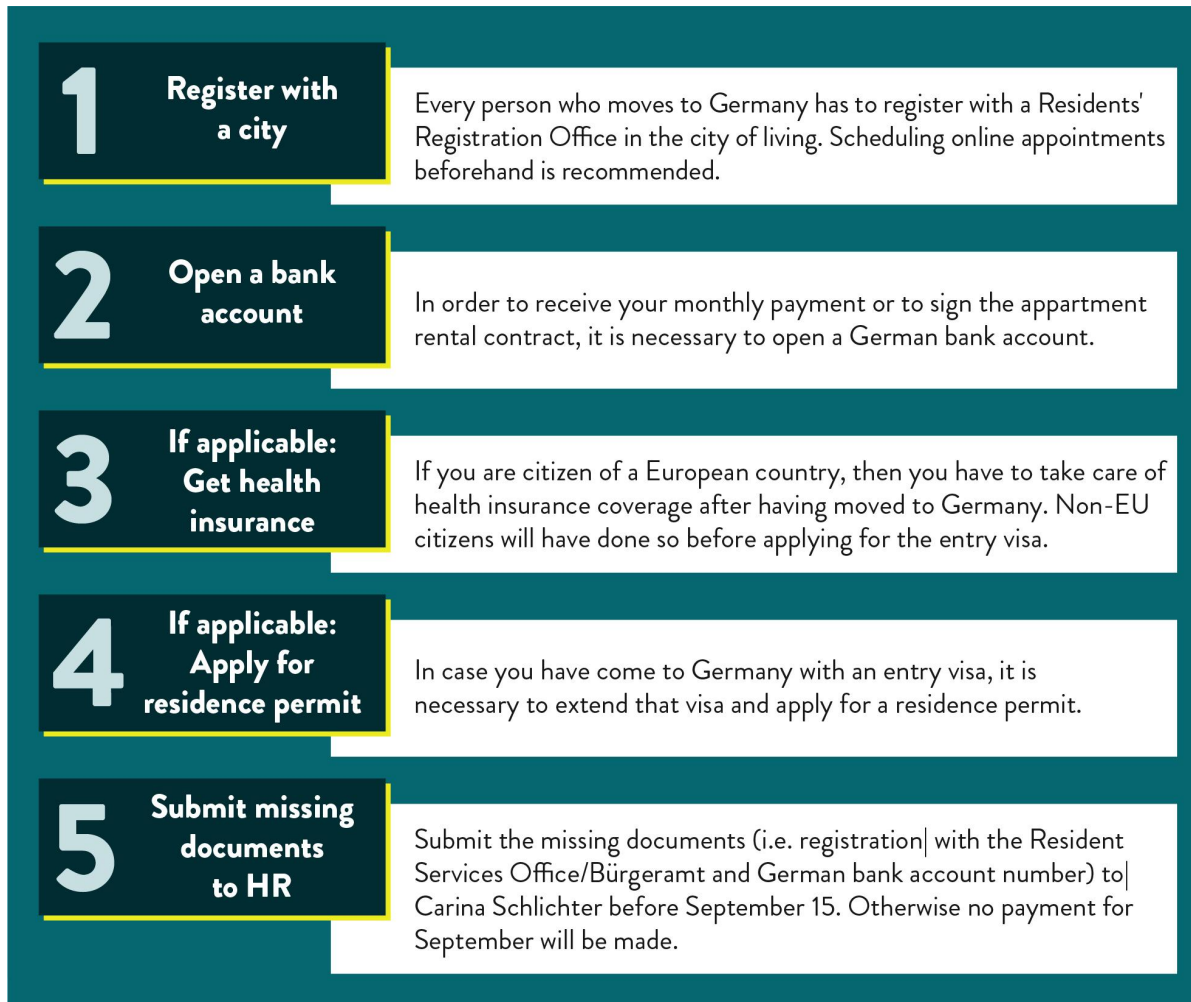 1
Register with
a city
Every person who moves to Germany has to register with a Residents'
Registration Office in the city of living. Scheduling online appointments
beforehand is recommended.
2
Open a bank
account
In order to receive your monthly payment or to sign the appartment
rental contract, it is necessary to open a German bank account.
3
If applicable:
Get health
insurance
If you are citizen of a European country, then you have to take care of
health insurance coverage after having moved to Germany. Non-EU
citizens will have done so before applying for the entry visa.
4
If applicable:
Apply for
residence permit
In case you have come to Germany with an entry visa, it is
necessary to extend that visa and apply for a residence permit.
5
Submit missing
documents
to HR
Submit the missing documents (i.e. registration| with the Resident
Services Office/Bürgeramt and German bank account number) to|
Carina Schlichter before September 15. Otherwise no payment for
September will be made.